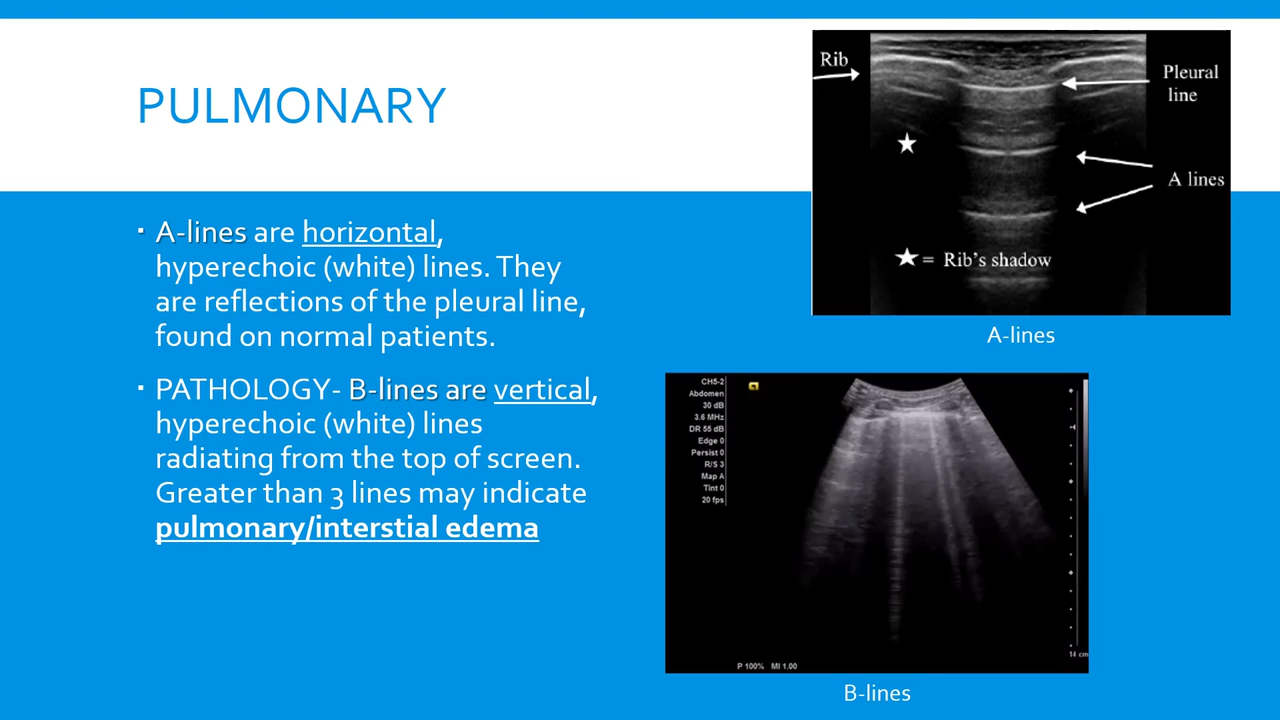 PULMONARY
▪ A-lines are horizontal,
hyperechoic (white) lines. They
are reflections of the pleural line,
found on normal patients.
▪ PATHOLOGY- B-lines are vertical,
hyperechoic (white) lines
radiating from the top of screen.
Greater than 3 lines may indicate
pulmonary/interstial edema
Rib
Pleural
line
A lines
★ = Rib's shadow
A-lines
CH5-2
Abdomen
30 dB
3.6 MHz
DR 55 dB
Edge 0
Persist 0
R/S 3
Map A
Tint 0
20 fps
14 cm
P 100% MI 1.00
B-lines